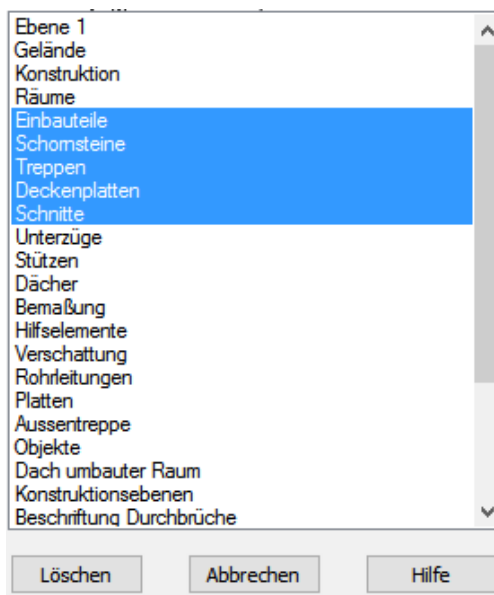 Ebene 1
Gelände
Konstruktion
Räume
Einbauteile
Schornsteine
Treppen
Deckenplatten
Schnitte
Unterzüge
Stützen
Dächer
Bemaßung
Hilfselemente
Verschattung
Rohrleitungen
Platten
Aussentreppe
Objekte
Dach umbauter Raum
Konstruktionsebenen
Beschriftung Durchbrüche
Löschen Abbrechen Hilfe